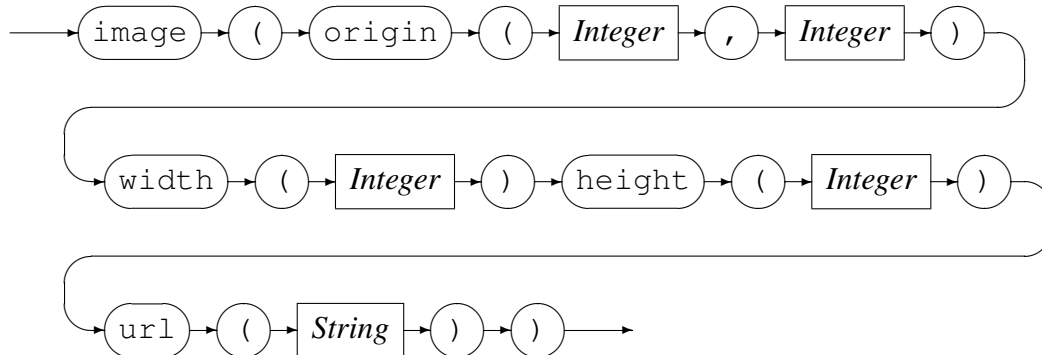 image ( origin ( Integer , Integer )
width ( Integer ) height ( Integer )
url ( String ) )